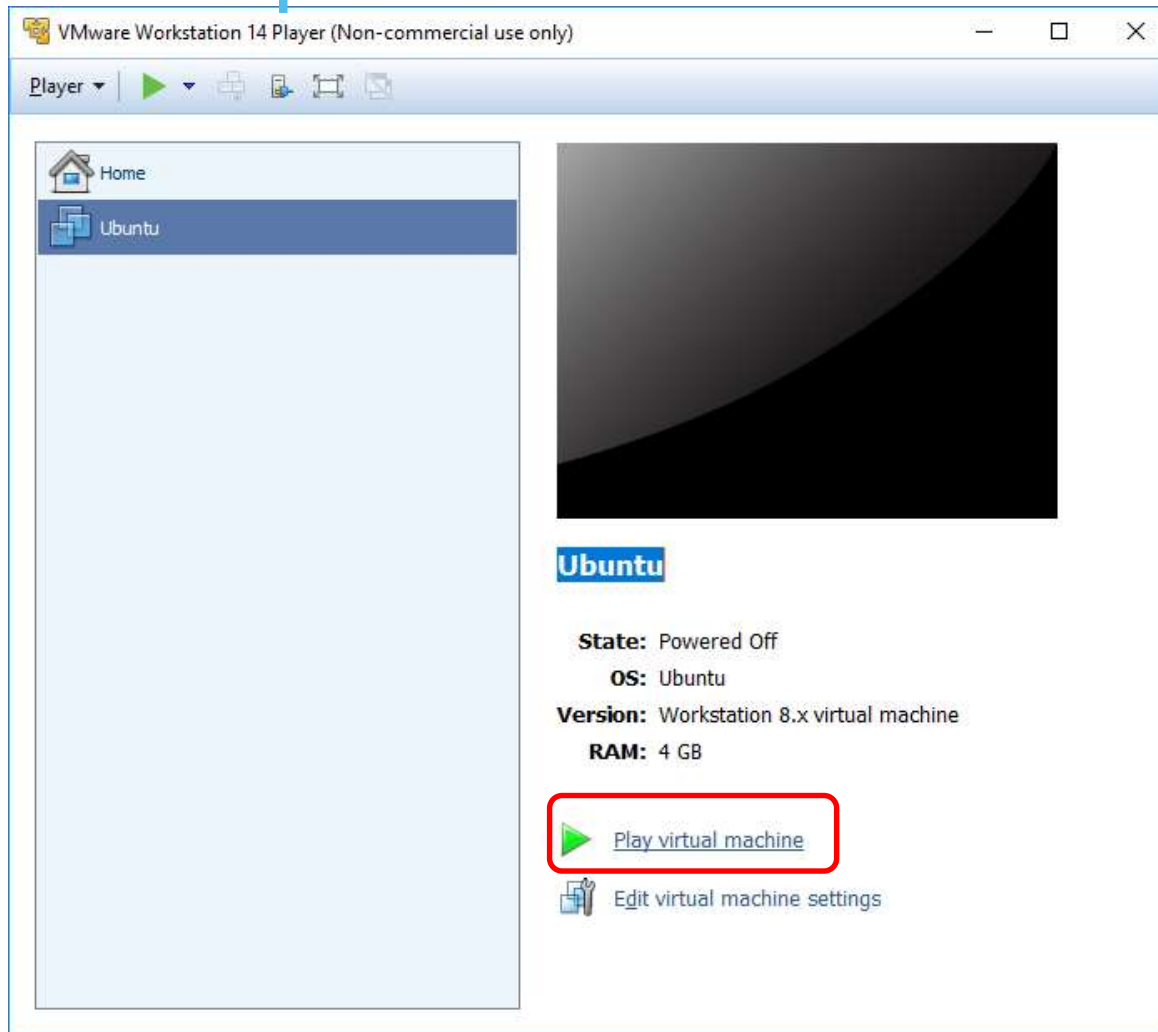 VMware Workstation 14 Player (Non-commercial use only)
Player
Home
Ubuntu
Ubuntu
State: Powered Off
OS: Ubuntu
Version: Workstation 8.x virtual machine
RAM: 4 GB
Play virtual machine
Edit virtual machine settings